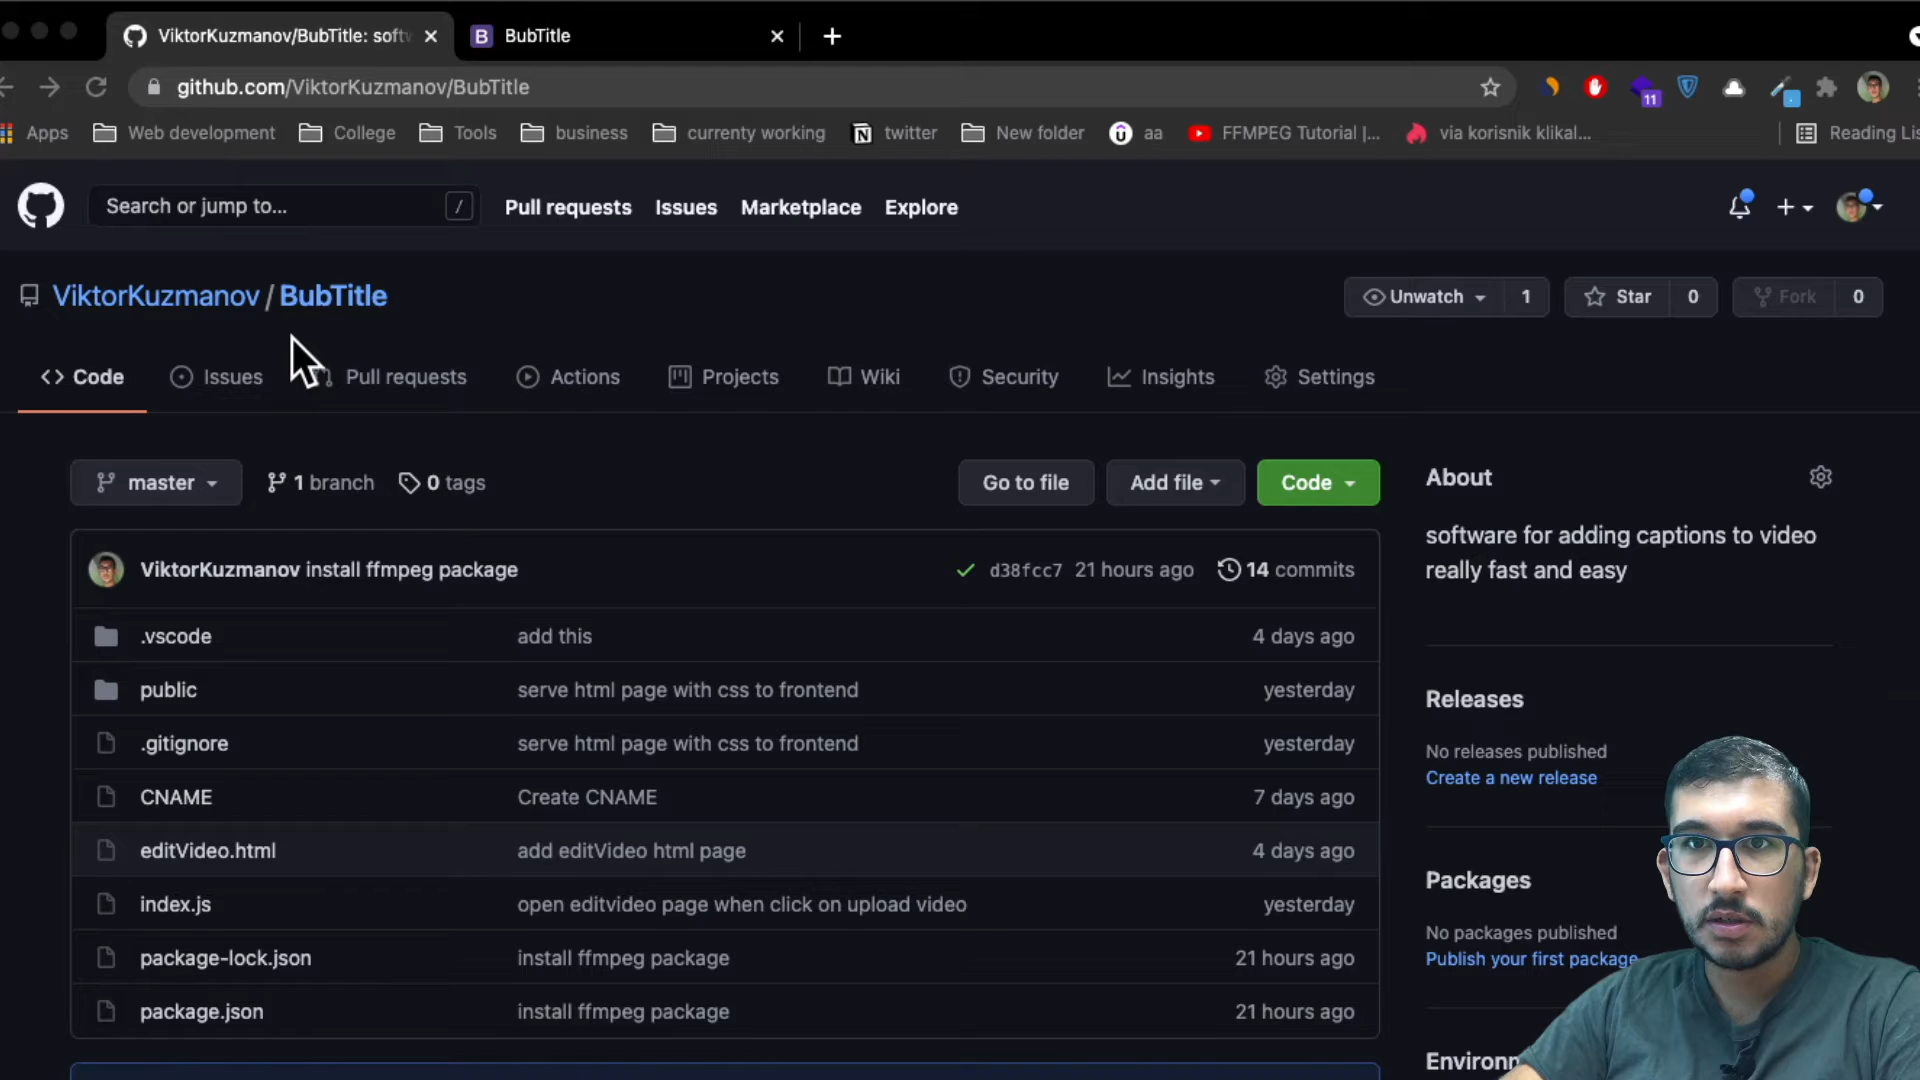 ViktorKuzmanov/BubTitle: softw
B BubTitle
github.com/ViktorKuzmanov/BubTitle
11
Apps Web development College Tools business currenty working twitter New folder aa FFMPEG Tutorial |... via korisnik klikal... Reading Lis
Search or jump to... /
Pull requests Issues Marketplace Explore
ViktorKuzmanov / BubTitle
Unwatch 1 Star 0 Fork 0
Code Issues Pull requests Actions Projects Wiki Security Insights Settings
master 1 branch 0 tags
Go to file Add file Code
ViktorKuzmanov install ffmpeg package d38fcc7 21 hours ago 14 commits
.vscode add this 4 days ago
public serve html page with css to frontend yesterday
.gitignore serve html page with css to frontend yesterday
CNAME Create CNAME 7 days ago
editVideo.html add editVideo html page 4 days ago
index.js open editvideo page when click on upload video yesterday
package-lock.json install ffmpeg package 21 hours ago
package.json install ffmpeg package 21 hours ago
About
software for adding captions to video
really fast and easy
Releases
No releases published
Create a new release
Packages
No packages published
Publish your first package
Environm